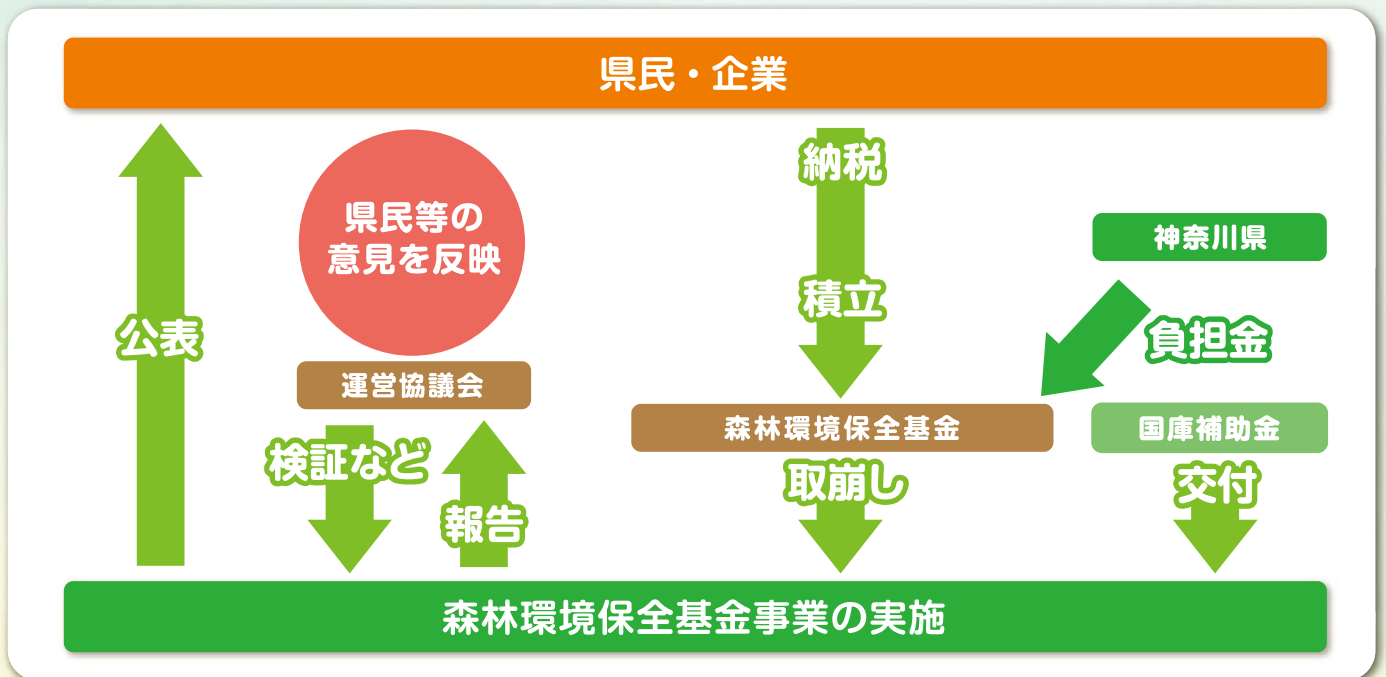 県民・企業
公表
県民等の
意見を反映
運営協議会
検証など
報告
納税
積立
森林環境保全基金
取崩し
神奈川県
負担金
国庫補助金
交付
森林環境保全基金事業の実施